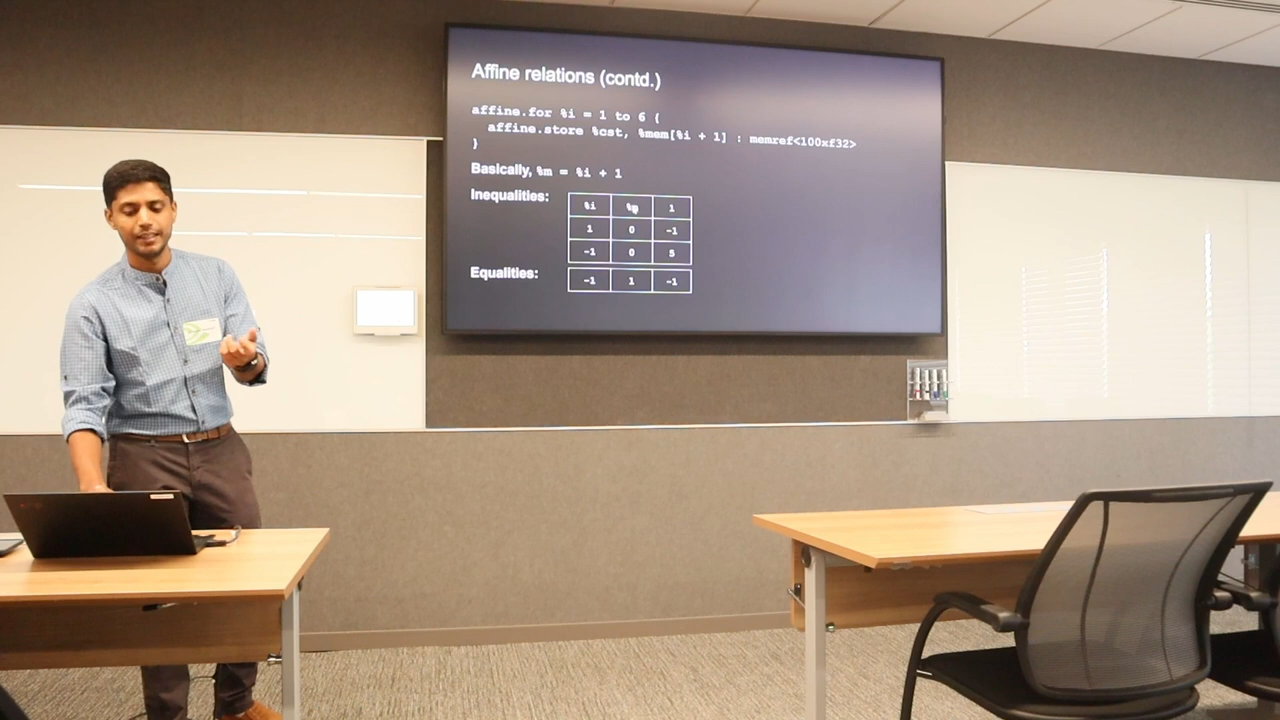 Affine relations (contd.)
affine.for %i = 1 to 6 {
affine.store %cst, %mem[%i + 1] : memref<100xf32>
}
Basically, %m = %i + 1
Inequalities:
%i %m 1
1 0 -1
-1 0 5
Equalities:
-1 1 -1